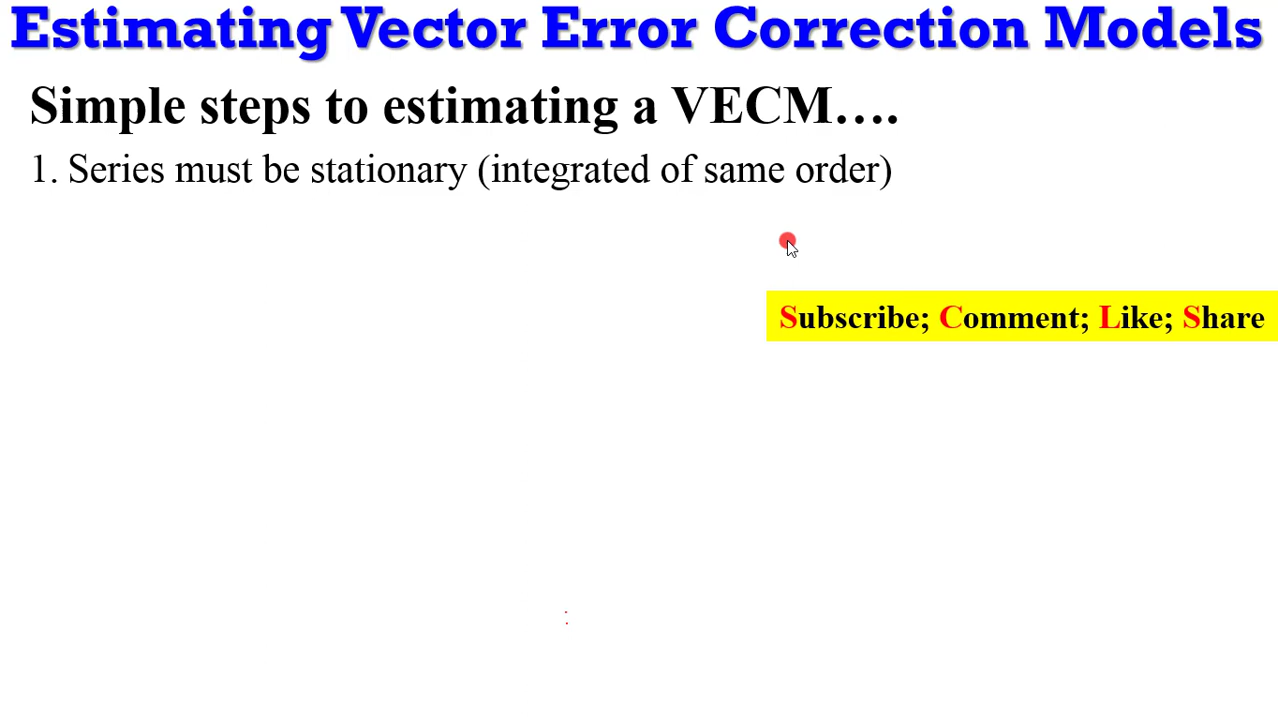 Estimating Vector Error Correction Models
Simple steps to estimating a VECM….
1. Series must be stationary (integrated of same order)
Subscribe; Comment; Like; Share